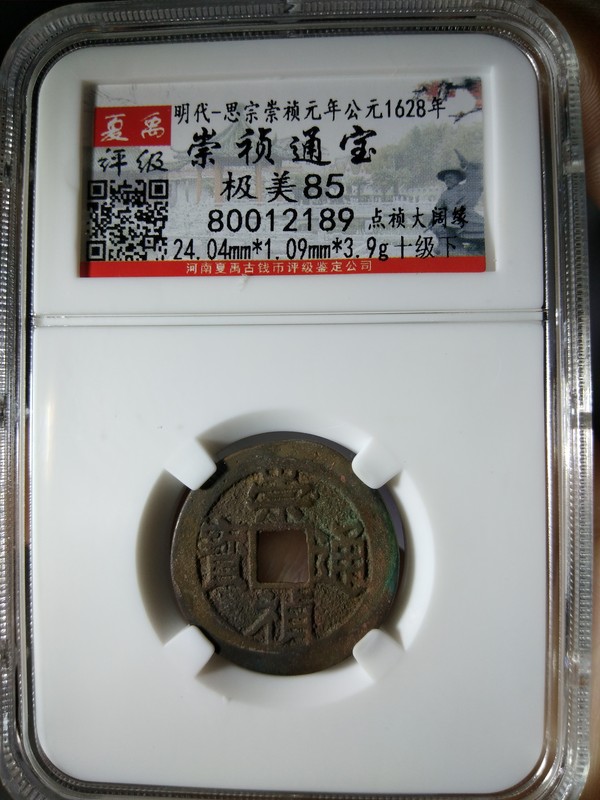 夏禹
评级
明代-思宗崇祯元年公元1628年
崇祯通宝
极美85
80012189 点祯大阔缘
24.04mm*1.09mm*3.9g 十级下
河南夏禹古钱币评级鉴定公司
崇
寶 通
禎